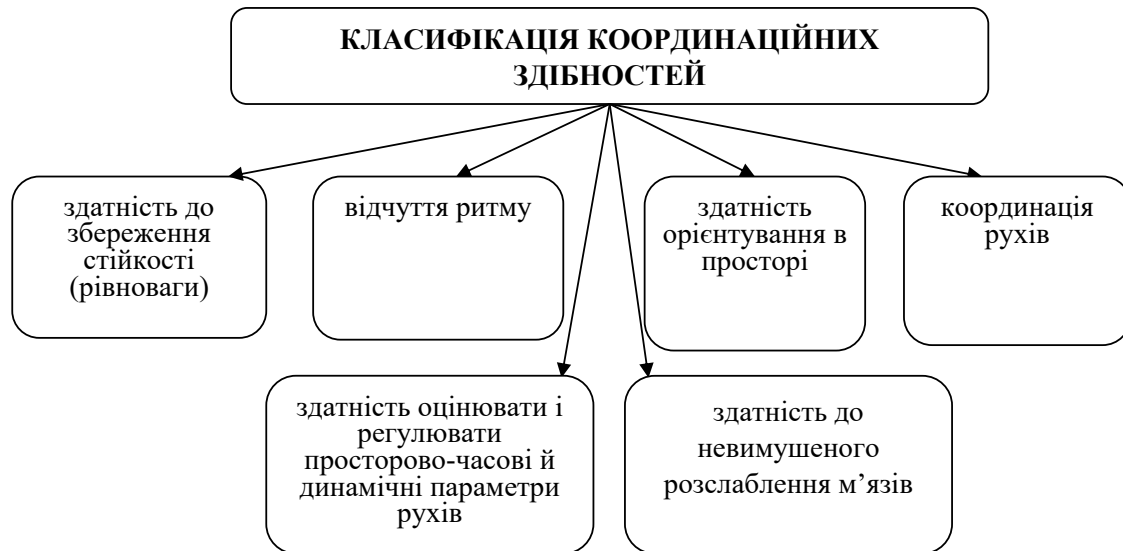 КЛАСИФІКАЦІЯ КООРДИНАЦІЙНИХ
ЗДІБНОСТЕЙ
здатність до
збереження
стійкості
(рівноваги)
відчуття ритму
здатність
орієнтування в
просторі
координація
рухів
здатність оцінювати і
регулювати
просторово-часові й
динамічні параметри
рухів
здатність до
невимушеного
розслаблення м’язів